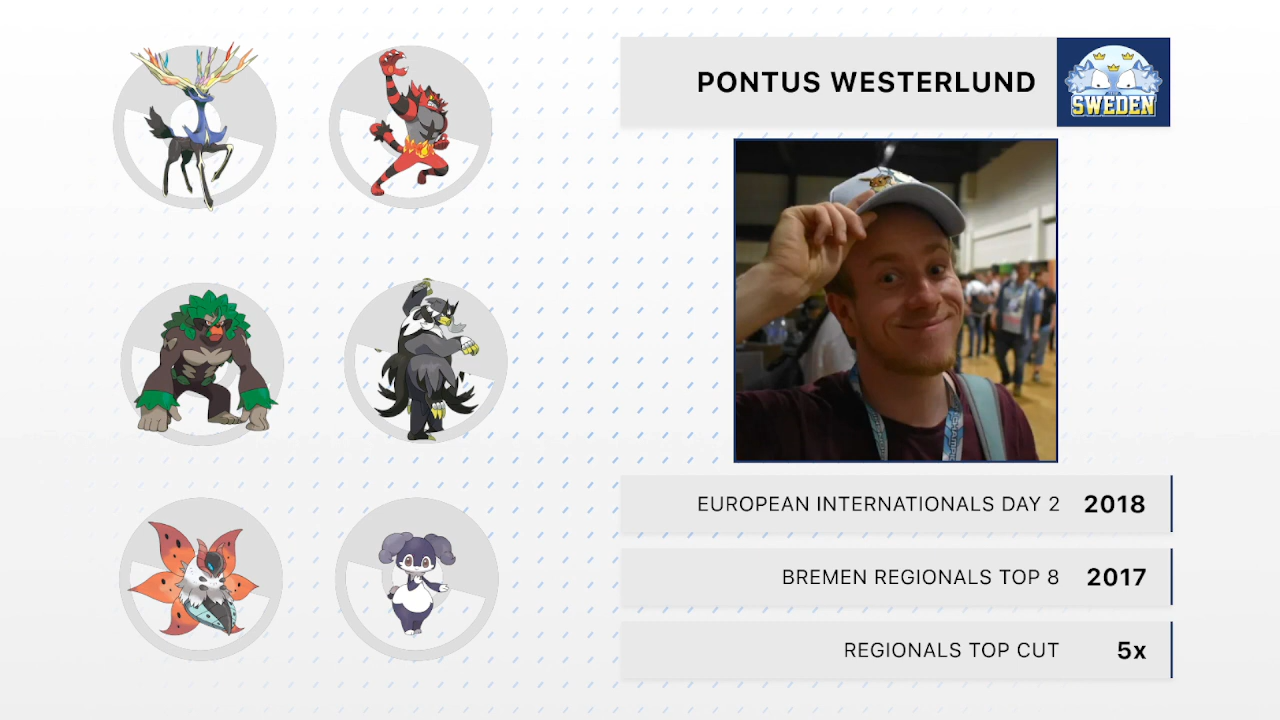 PONTUS WESTERLUND
SWEDEN
EUROPEAN INTERNATIONALS DAY 2 2018
BREMEN REGIONALS TOP 8 2017
REGIONALS TOP CUT 5x